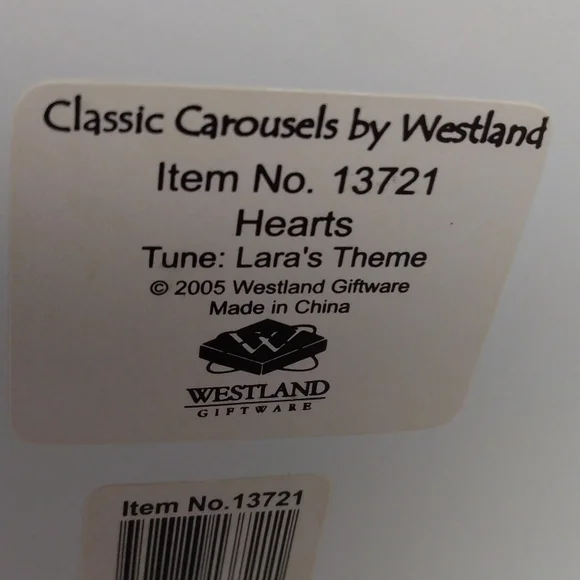 Classic Carousels by Westland
Item No. 13721
Hearts
Tune: Lara's Theme
© 2005 Westland Giftware
Made in China
W
WESTLAND
GIFTWARE
Item No.13721